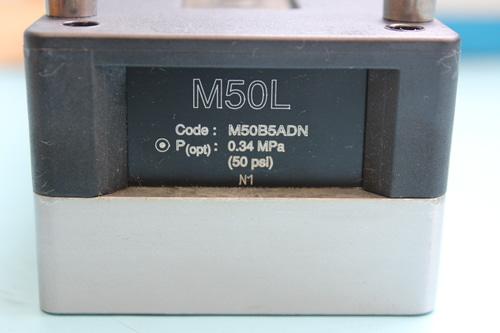 M50L
Code : M50B5ADN
P(opt) : 0.34 MPa
(50 psi)
N1